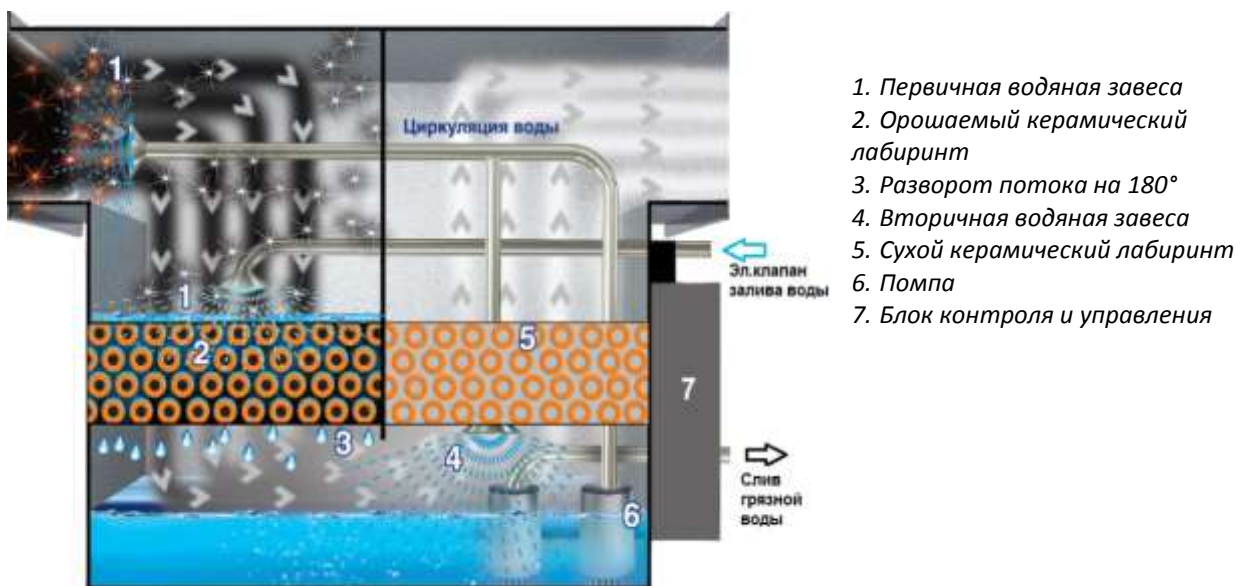 1
Циркуляция воды
1. Первичная водяная завеса
2. Орошаемый керамический
лабиринт
3. Разворот потока на 180°
4. Вторичная водяная завеса
5. Сухой керамический лабиринт
6. Помпа
7. Блок контроля и управления
Эл.клапан
залива воды
1
2
5
7
3
4
6
Слив
грязной
воды